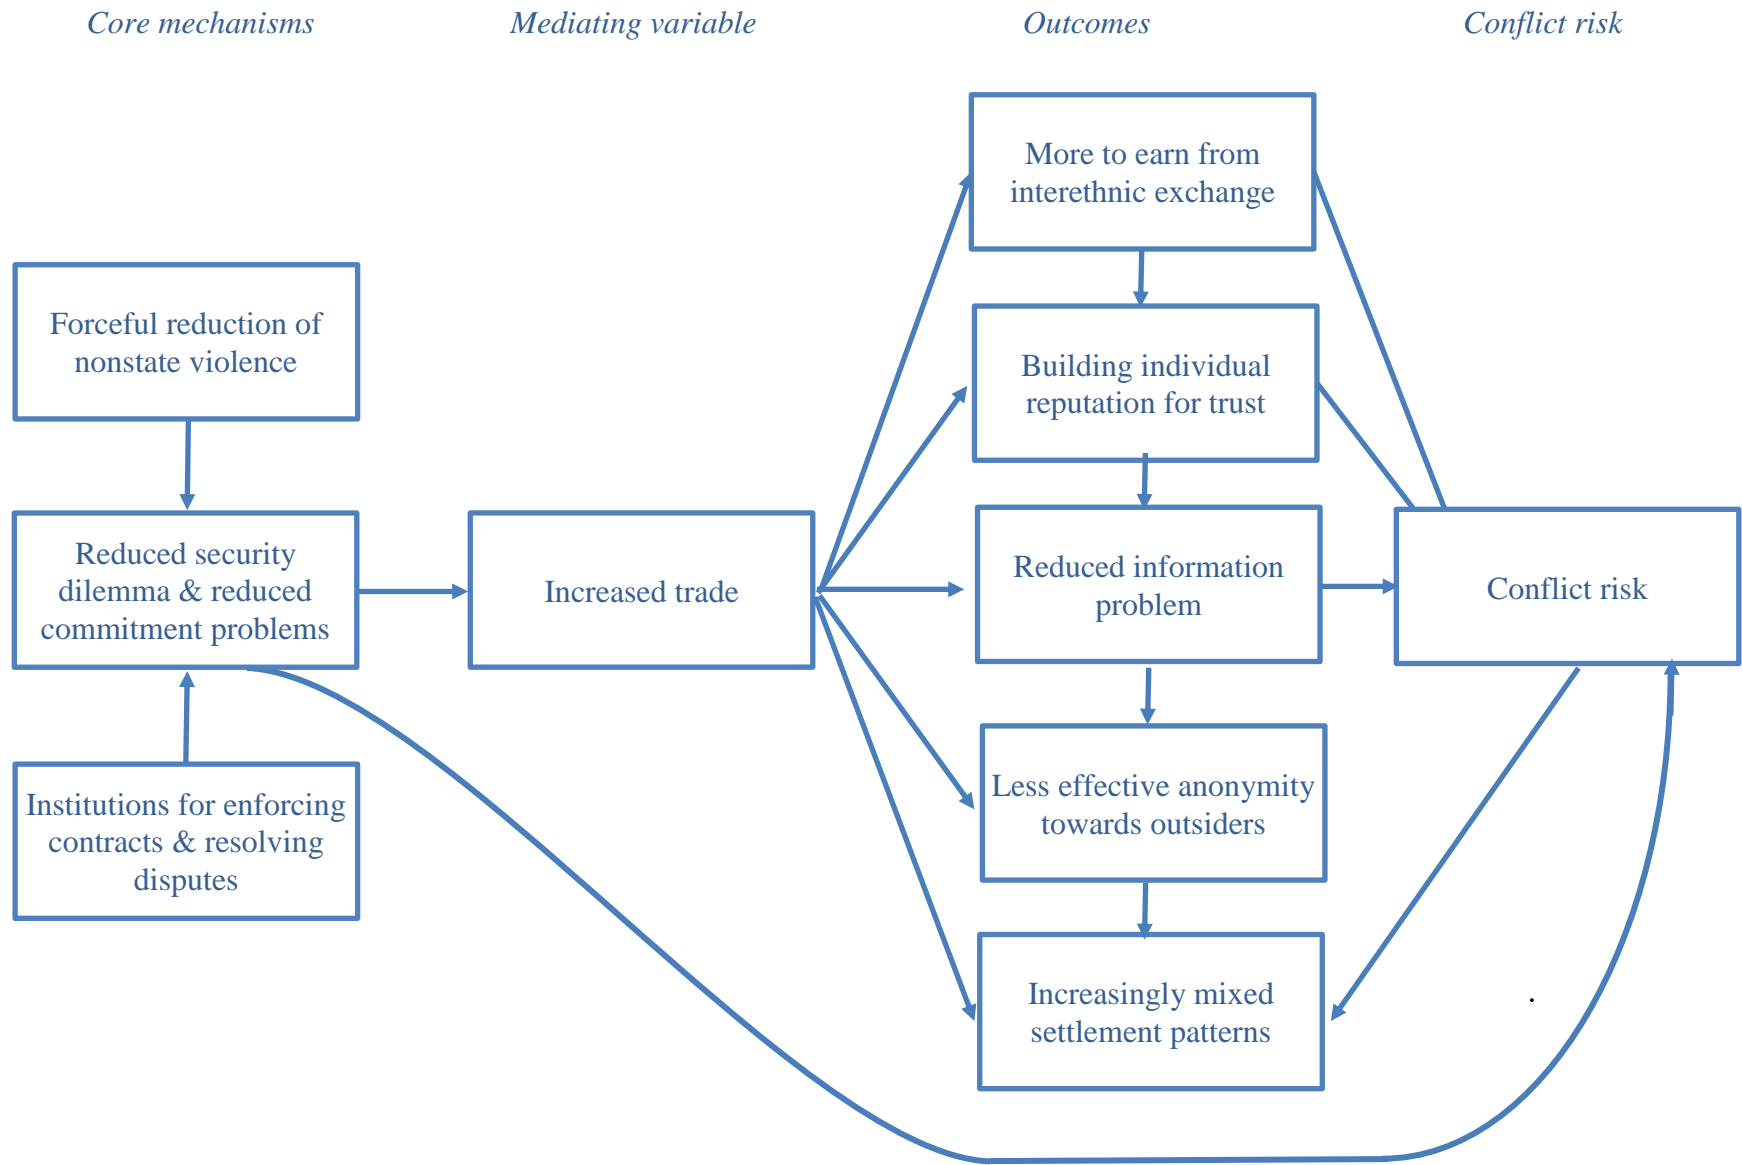 Core mechanisms
Mediating variable
Outcomes
Conflict risk
Forceful reduction of
nonstate violence
Reduced security
dilemma & reduced
commitment problems
Institutions for enforcing
contracts & resolving
disputes
Increased trade
More to earn from
interethnic exchange
Building individual
reputation for trust
Reduced information
problem
Less effective anonymity
towards outsiders
Increasingly mixed
settlement patterns
Conflict risk
.